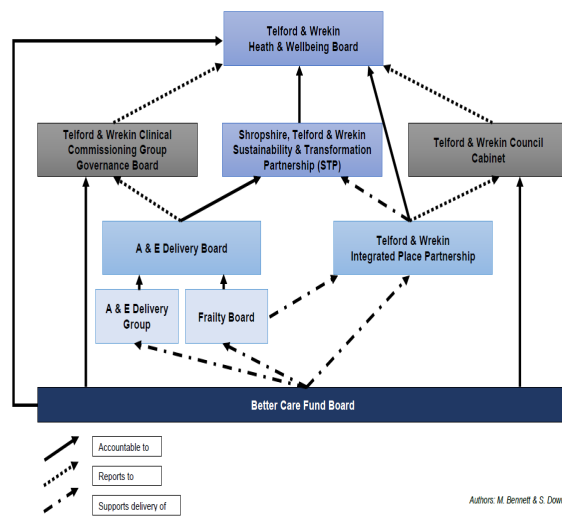 Telford & Wrekin
Heath & Wellbeing Board
Telford & Wrekin Clinical
Commissioning Group
Governance Board
Shropshire, Telford & Wrekin
Sustainability & Transformation
Partnership (STP)
Telford & Wrekin Council
Cabinet
A & E Delivery Board
Telford & Wrekin
Integrated Place Partnership
A & E Delivery
Group
Frailty Board
Better Care Fund Board
Accountable to
Reports to
Supports delivery of
Authors: M. Bennett & S. Dow